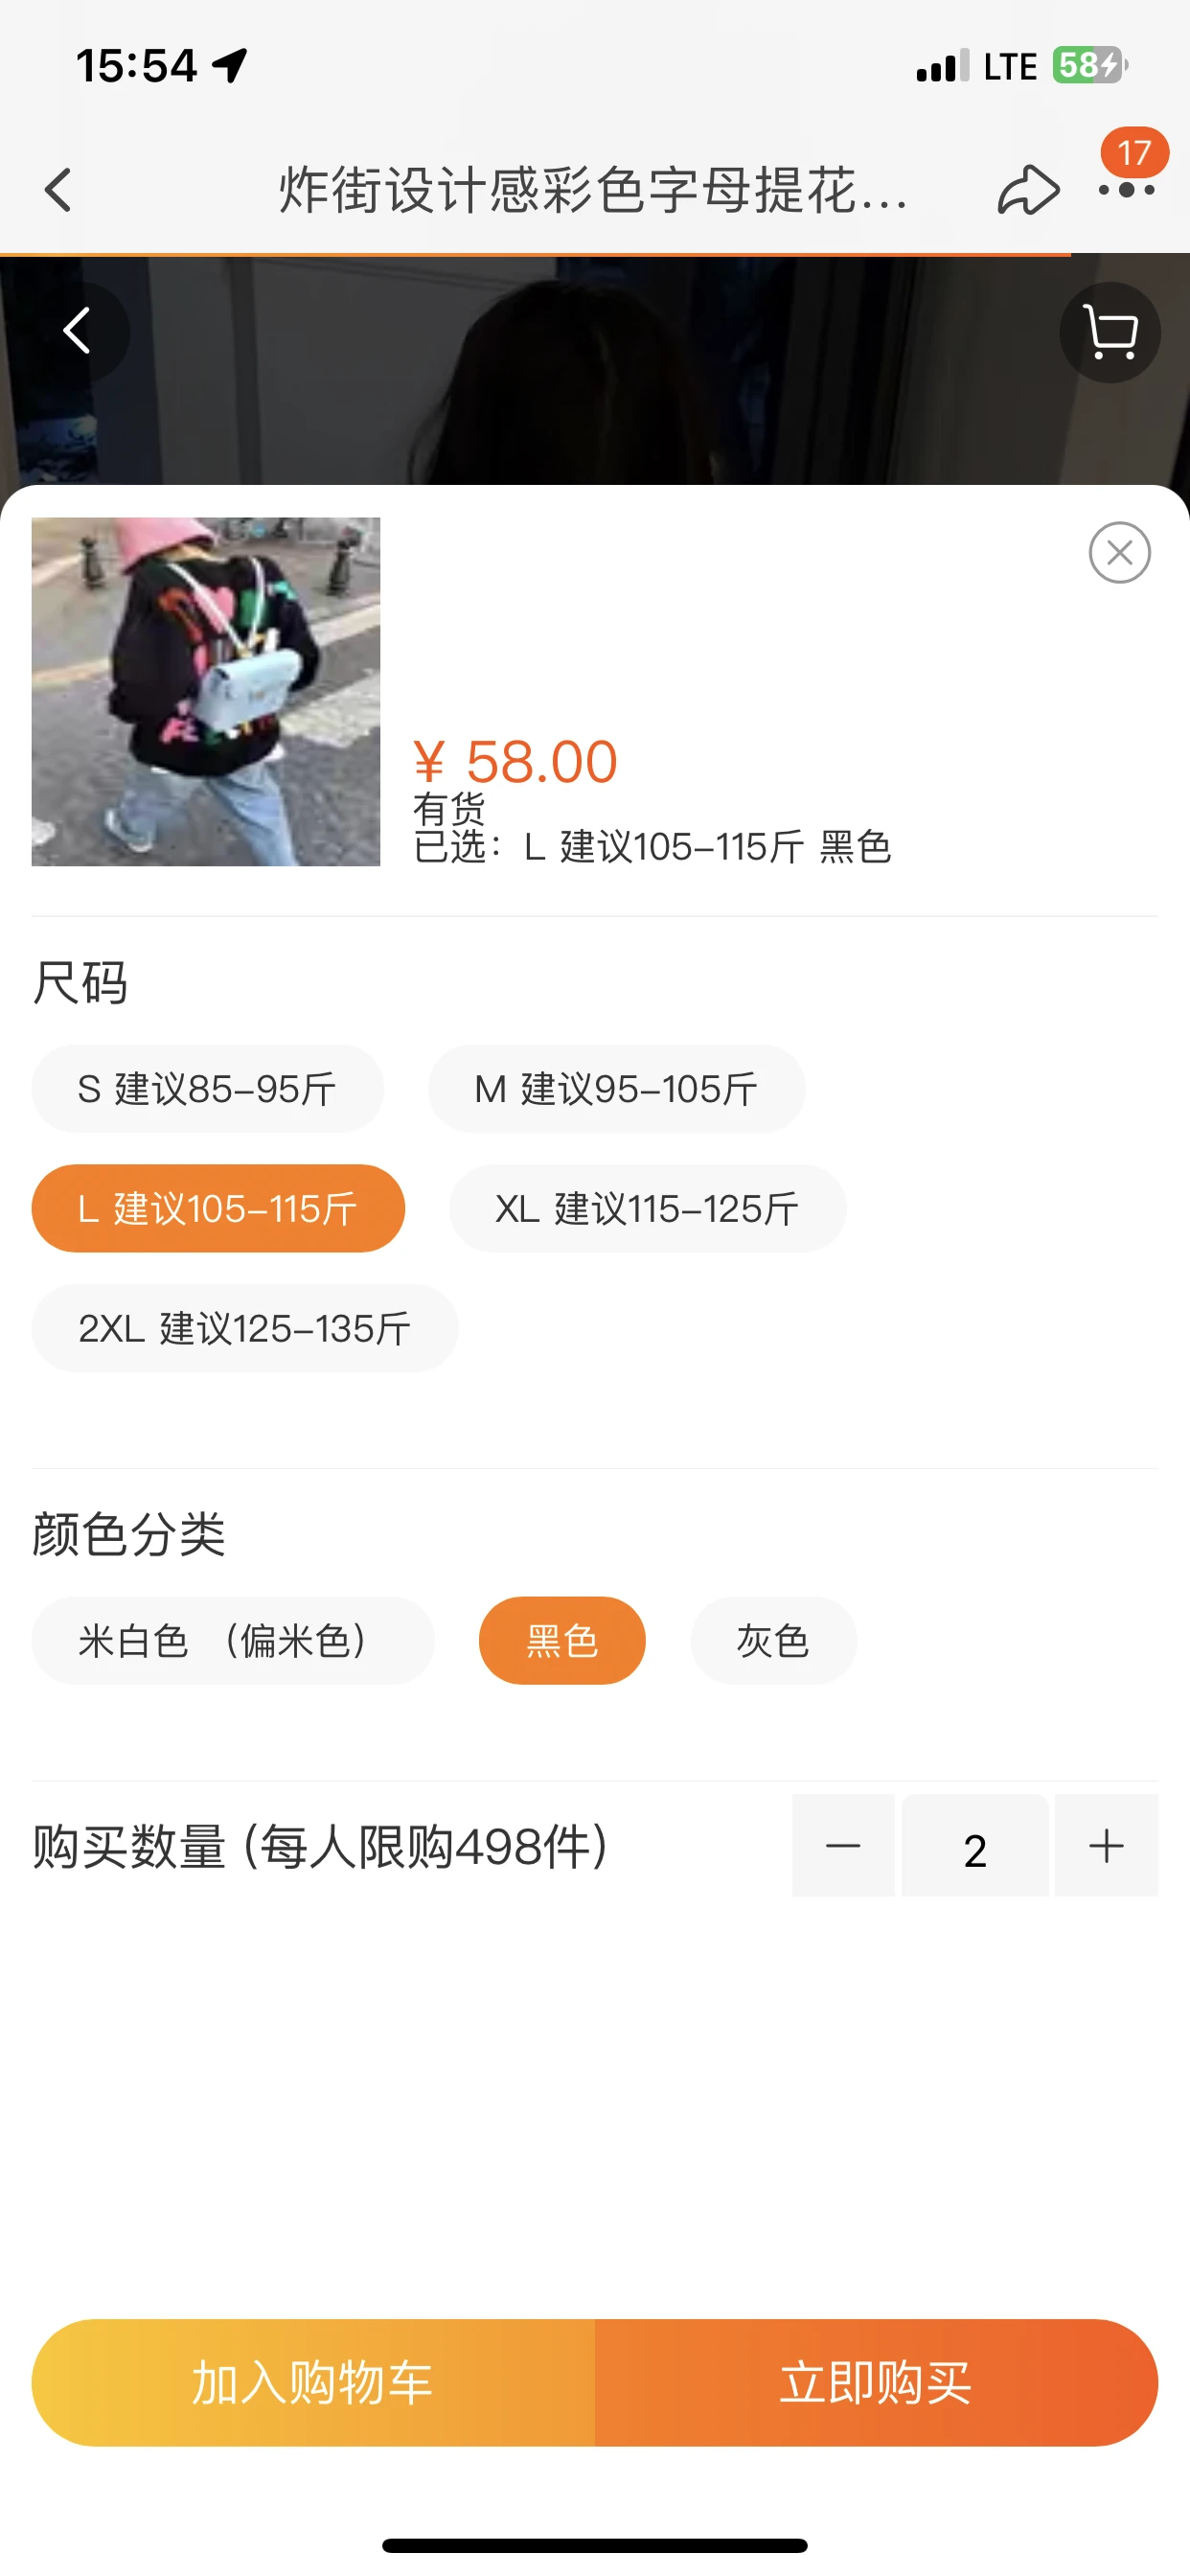 15:54
LTE 58
17
炸街设计感彩色字母提花...
¥ 58.00
有货
已选：L 建议105-115斤 黑色
尺码
S 建议85-95斤
M 建议95-105斤
L 建议105-115斤
XL 建议115-125斤
2XL 建议125-135斤
颜色分类
米白色 （偏米色）
黑色
灰色
购买数量 (每人限购498件)
2
加入购物车
立即购买